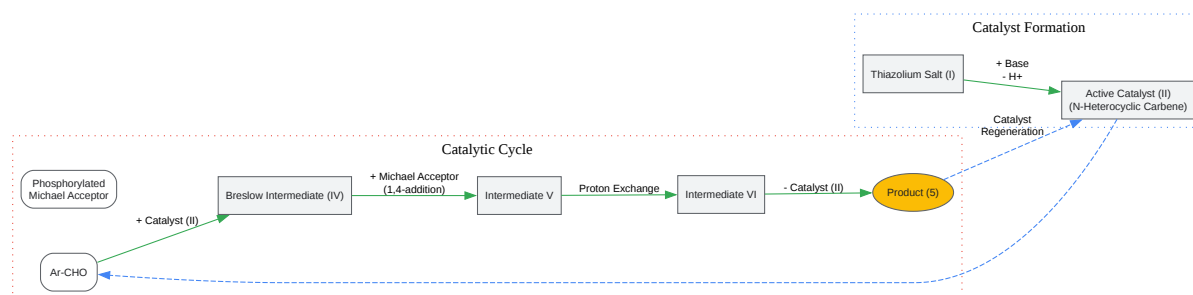 Catalyst Formation
Thiazolium Salt (I)
+ Base
- H+
Active Catalyst (II)
(N-Heterocyclic Carbene)
Catalyst
Regeneration
Catalytic Cycle
Phosphorylated
Michael Acceptor
+ Catalyst (II)
Ar-CHO
Breslow Intermediate (IV)
+ Michael Acceptor
(1,4-addition)
Intermediate V
Proton Exchange
Intermediate VI
- Catalyst (II)
Product (5)